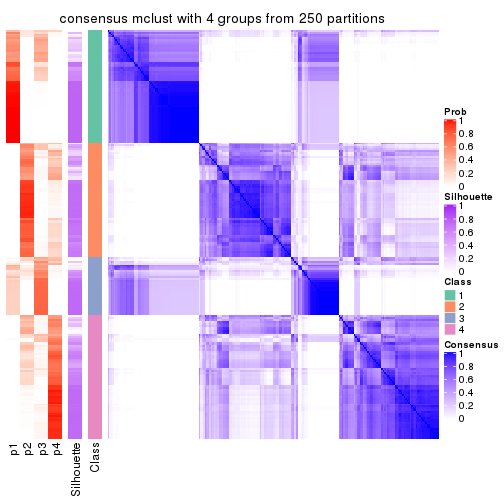 consensus mclust with 4 groups from 250 partitions
Prob
1
0.8
0.6
0.4
0.2
0
Silhouette
1
0.8
0.6
0.4
0.2
0
Class
1
2
3
4
Consensus
1
0.8
0.6
0.4
0.2
0
p1
p2
p3
p4
Silhouette
Class